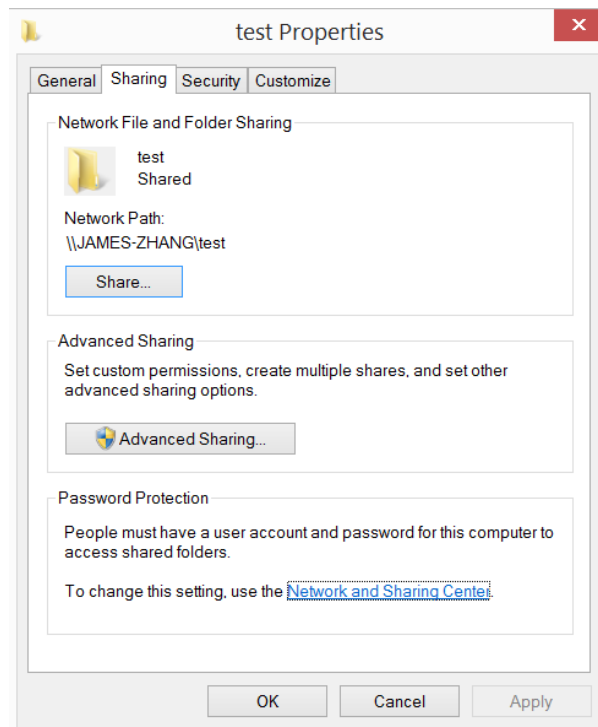 test Properties
General Sharing Security Customize
Network File and Folder Sharing
test
Shared
Network Path:
\\JAMES-ZHANG\test
Share...
Advanced Sharing
Set custom permissions, create multiple shares, and set other
advanced sharing options.
Advanced Sharing...
Password Protection
People must have a user account and password for this computer to
access shared folders.
To change this setting, use the Network and Sharing Center.
OK Cancel Apply